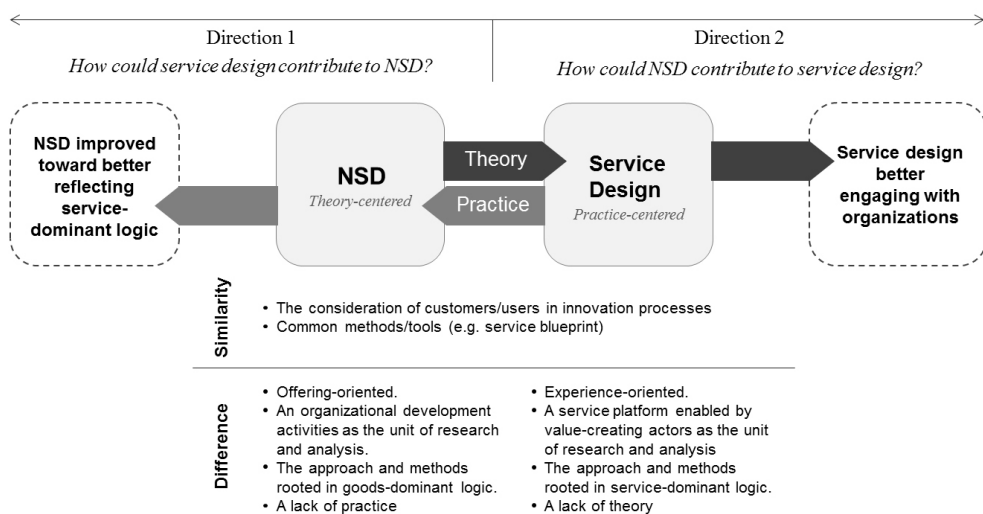 Direction 1
How could service design contribute to NSD?
Direction 2
How could NSD contribute to service design?
NSD improved
toward better
reflecting
service-
dominant logic
NSD
Theory-centered
Theory
Practice
Service
Design
Practice-centered
Service design
better
engaging with
organizations
Similarity
• The consideration of customers/users in innovation processes
• Common methods/tools (e.g. service blueprint)
Difference
• Offering-oriented.
• An organizational development
activities as the unit of research
and analysis.
• The approach and methods
rooted in goods-dominant logic.
• A lack of practice
• Experience-oriented.
• A service platform enabled by
value-creating actors as the unit
of research and analysis
• The approach and methods
rooted in service-dominant logic.
• A lack of theory